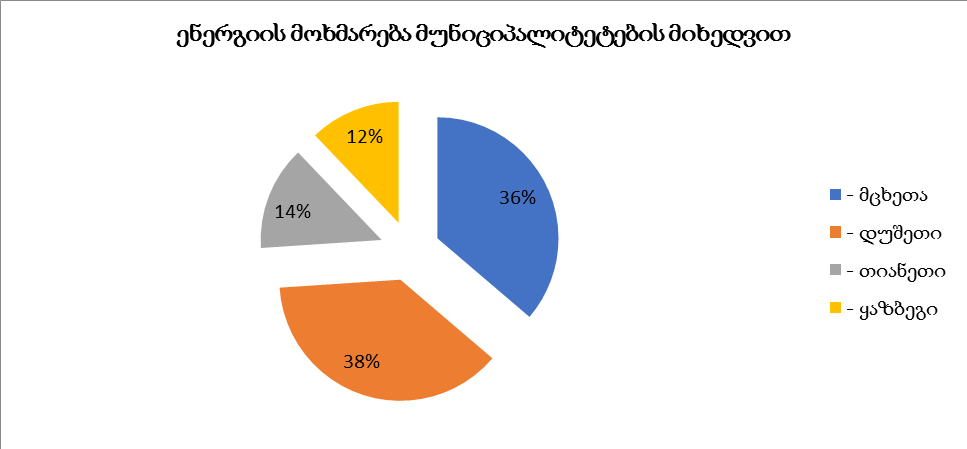 ენერგიის მოხმარება მუნიციპალიტეტების მიხედვით
12%
36%
14%
38%
- მცხეთა
- დუშეთი
- თიანეთი
- ყაზბეგი